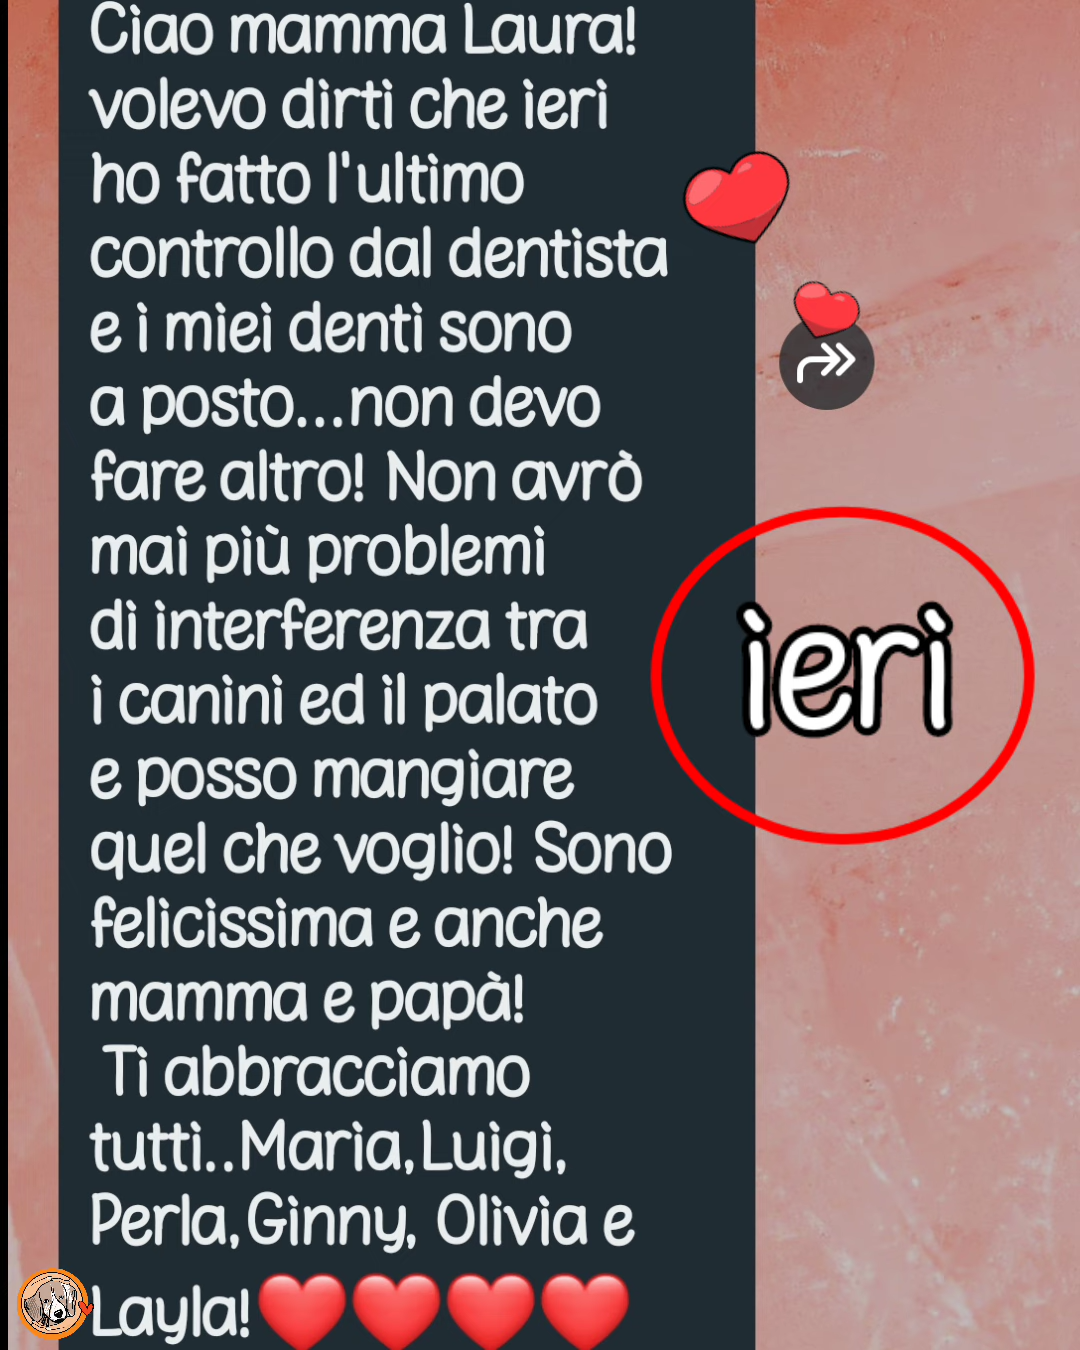 Ciao mamma Laura!
volevo dirti che ieri
ho fatto l'ultimo
controllo dal dentista
e i miei denti sono
a posto...non devo
fare altro! Non avrò
mai più problemi
di interferenza tra
i canini ed il palato
e posso mangiare
quel che voglio! Sono
felicissima e anche
mamma e papà!
Ti abbracciamo
tutti..Maria,Luigi,
Perla,Ginny, Olivia e
Layla!❤️❤️❤️❤️
ieri